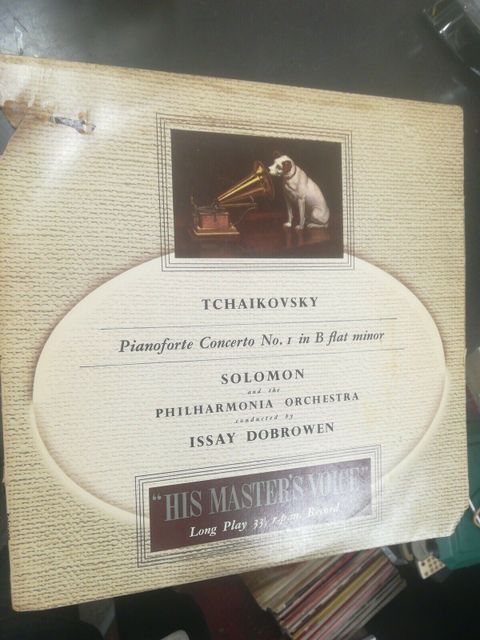 TCHAIKOVSKY
Pianoforte Concerto No. 1 in B flat minor
SOLOMON
and the
PHILHARMONIA ORCHESTRA
conducted by
ISSAY DOBROWEN
"HIS MASTER'S VOICE"
Long Play 33⅓ r.p.m. Record